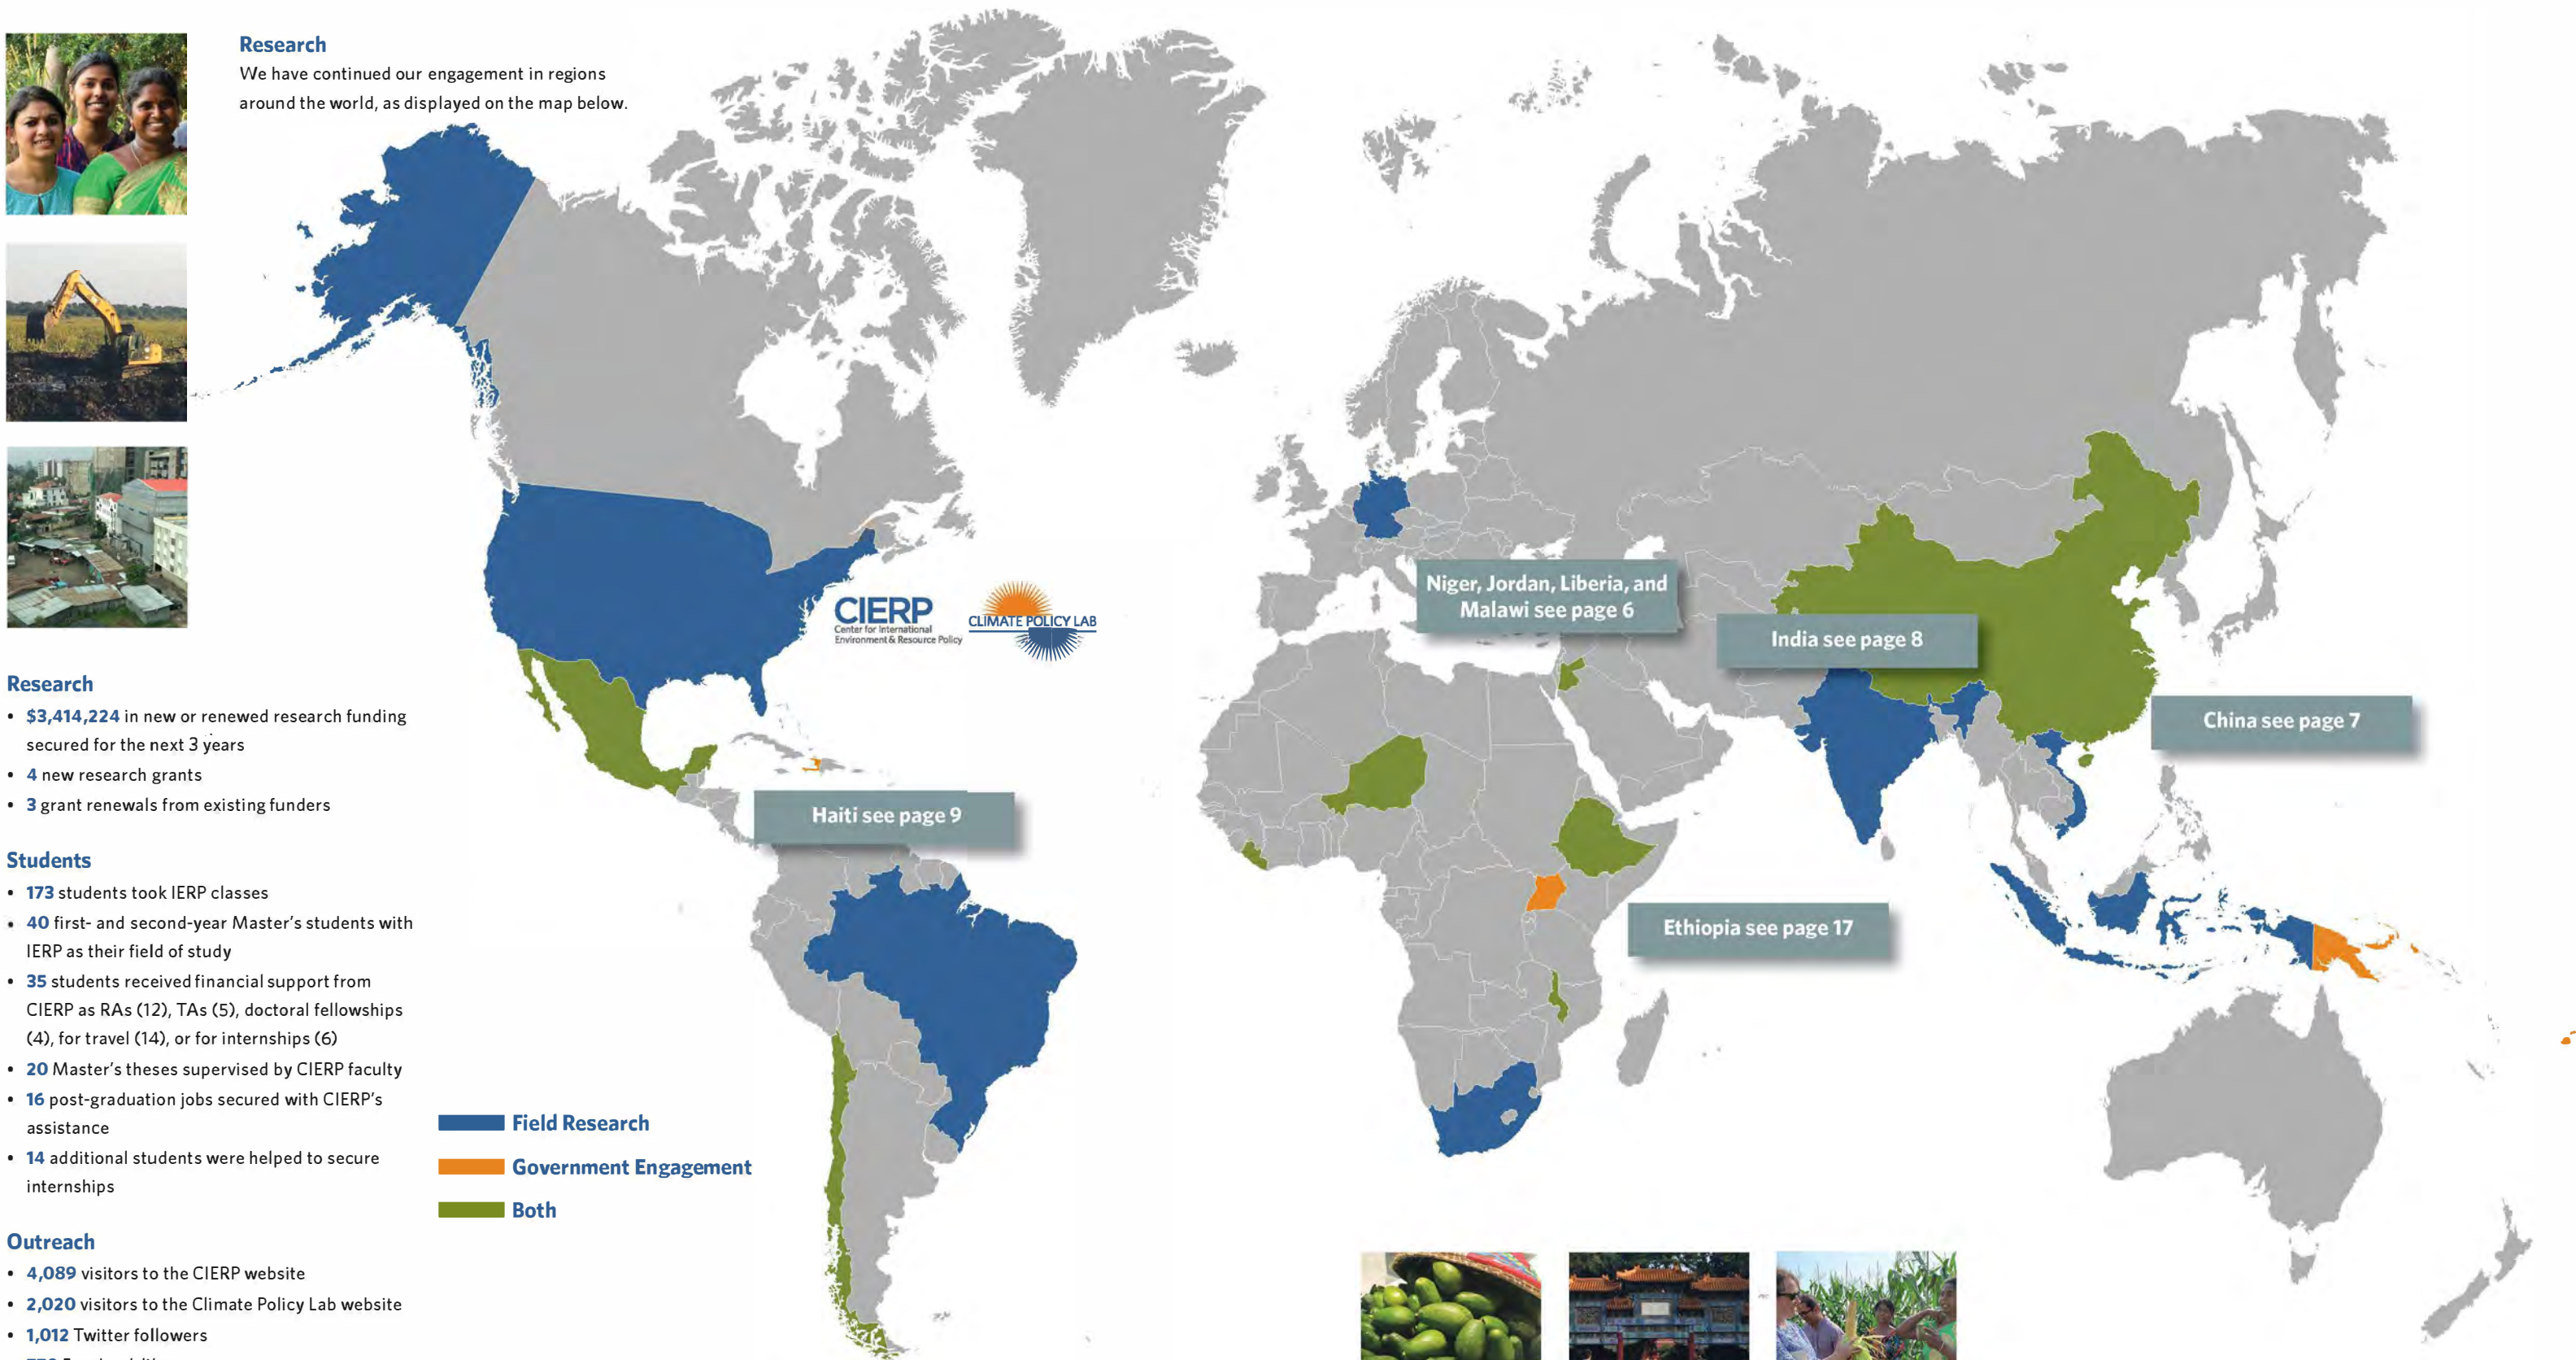 Research
We have continued our engagement in regions
around the world, as displayed on the map below.
CIERP
Center for International
Environment & Resource Policy
CLIMATE POLICY LAB
Niger, Jordan, Liberia, and
Malawi see page 6
India see page 8
China see page 7
Haiti see page 9
Ethiopia see page 17
Research
• $3,414,224 in new or renewed research funding
secured for the next 3 years
• 4 new research grants
• 3 grant renewals from existing funders
Students
• 173 students took IERP classes
• 40 first- and second-year Master's students with
IERP as their field of study
• 35 students received financial support from
CIERP as RAs (12), TAs (5), doctoral fellowships
(4), for travel (14), or for internships (6)
• 20 Master's theses supervised by CIERP faculty
• 16 post-graduation jobs secured with CIERP's
assistance
• 14 additional students were helped to secure
internships
Outreach
• 4,089 visitors to the CIERP website
• 2,020 visitors to the Climate Policy Lab website
• 1,012 Twitter followers
Field Research
Government Engagement
Both